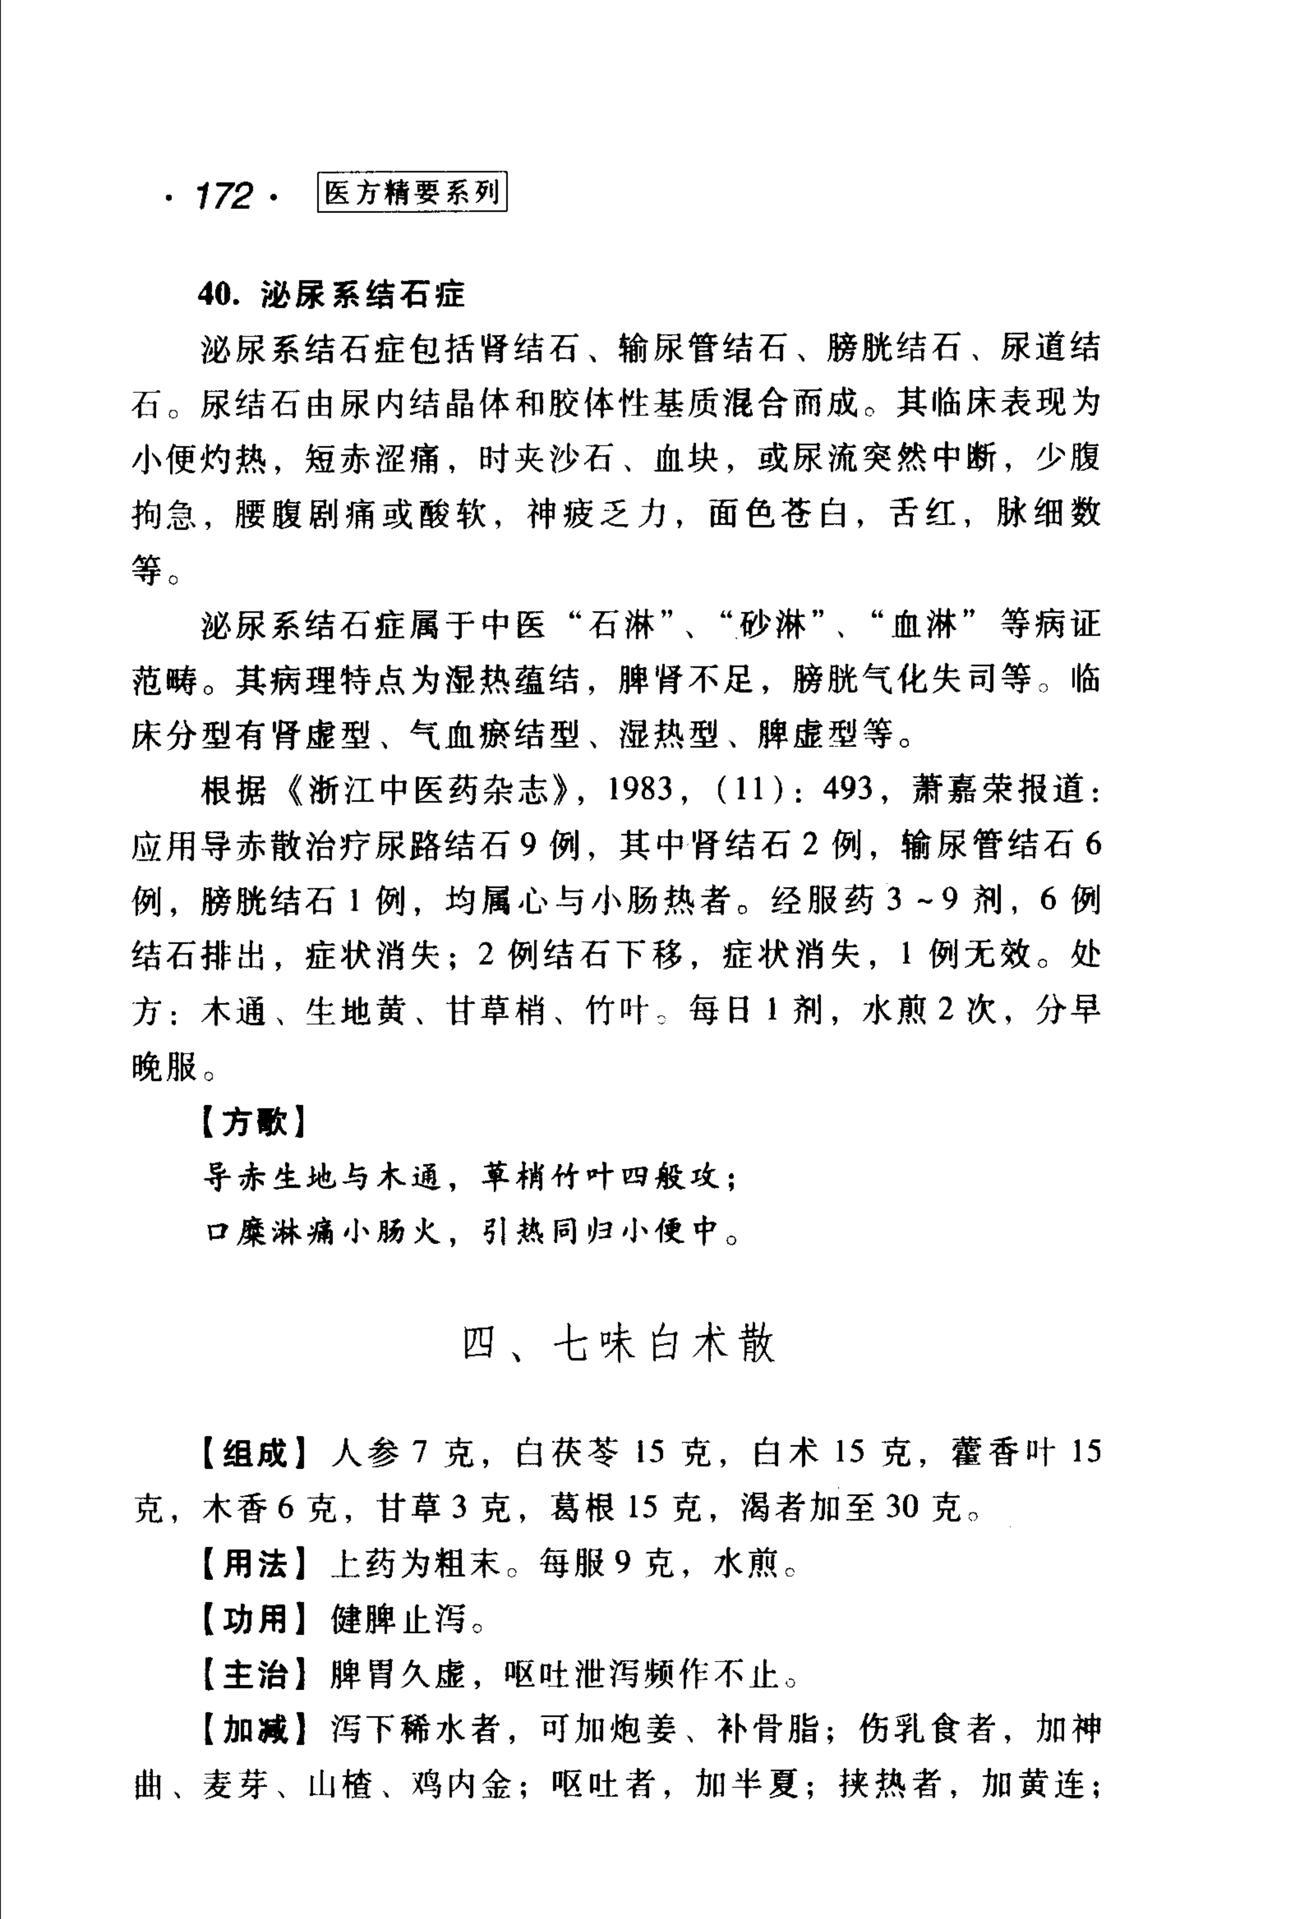 · 172 · 医方精要系列
40. 泌尿系结石症
泌尿系结石症包括肾结石、输尿管结石、膀胱结石、尿道结
石。尿结石由尿内结晶体和胶体性基质混合而成。其临床表现为
小便灼热，短赤涩痛，时夹沙石、血块，或尿流突然中断，少腹
拘急，腰腹剧痛或酸软，神疲乏力，面色苍白，舌红，脉细数
等。
泌尿系结石症属于中医“石淋”、“砂淋”、“血淋”等病证
范畴。其病理特点为湿热蕴结，脾肾不足，膀胱气化失司等。临
床分型有肾虚型、气血瘀结型、湿热型、脾虚型等。
根据《浙江中医药杂志》，1983，(11)：493，萧嘉荣报道：
应用导赤散治疗尿路结石9例，其中肾结石2例，输尿管结石6
例，膀胱结石1例，均属心与小肠热者。经服药3~9剂，6例
结石排出，症状消失；2例结石下移，症状消失，1例无效。处
方：木通、生地黄、甘草梢、竹叶。每日1剂，水煎2次，分早
晚服。
【方歌】
导赤生地与木通，草梢竹叶四般攻；
口糜淋痛小肠火，引热同归小便中。
四、七味白术散
【组成】人参7克，白茯苓15克，白术15克，藿香叶15
克，木香6克，甘草3克，葛根15克，渴者加至30克。
【用法】上药为粗末。每服9克，水煎。
【功用】健脾止泻。
【主治】脾胃久虚，呕吐泄泻频作不止。
【加减】泻下稀水者，可加炮姜、补骨脂；伤乳食者，加神
曲、麦芽、山楂、鸡内金；呕吐者，加半夏；挟热者，加黄连；